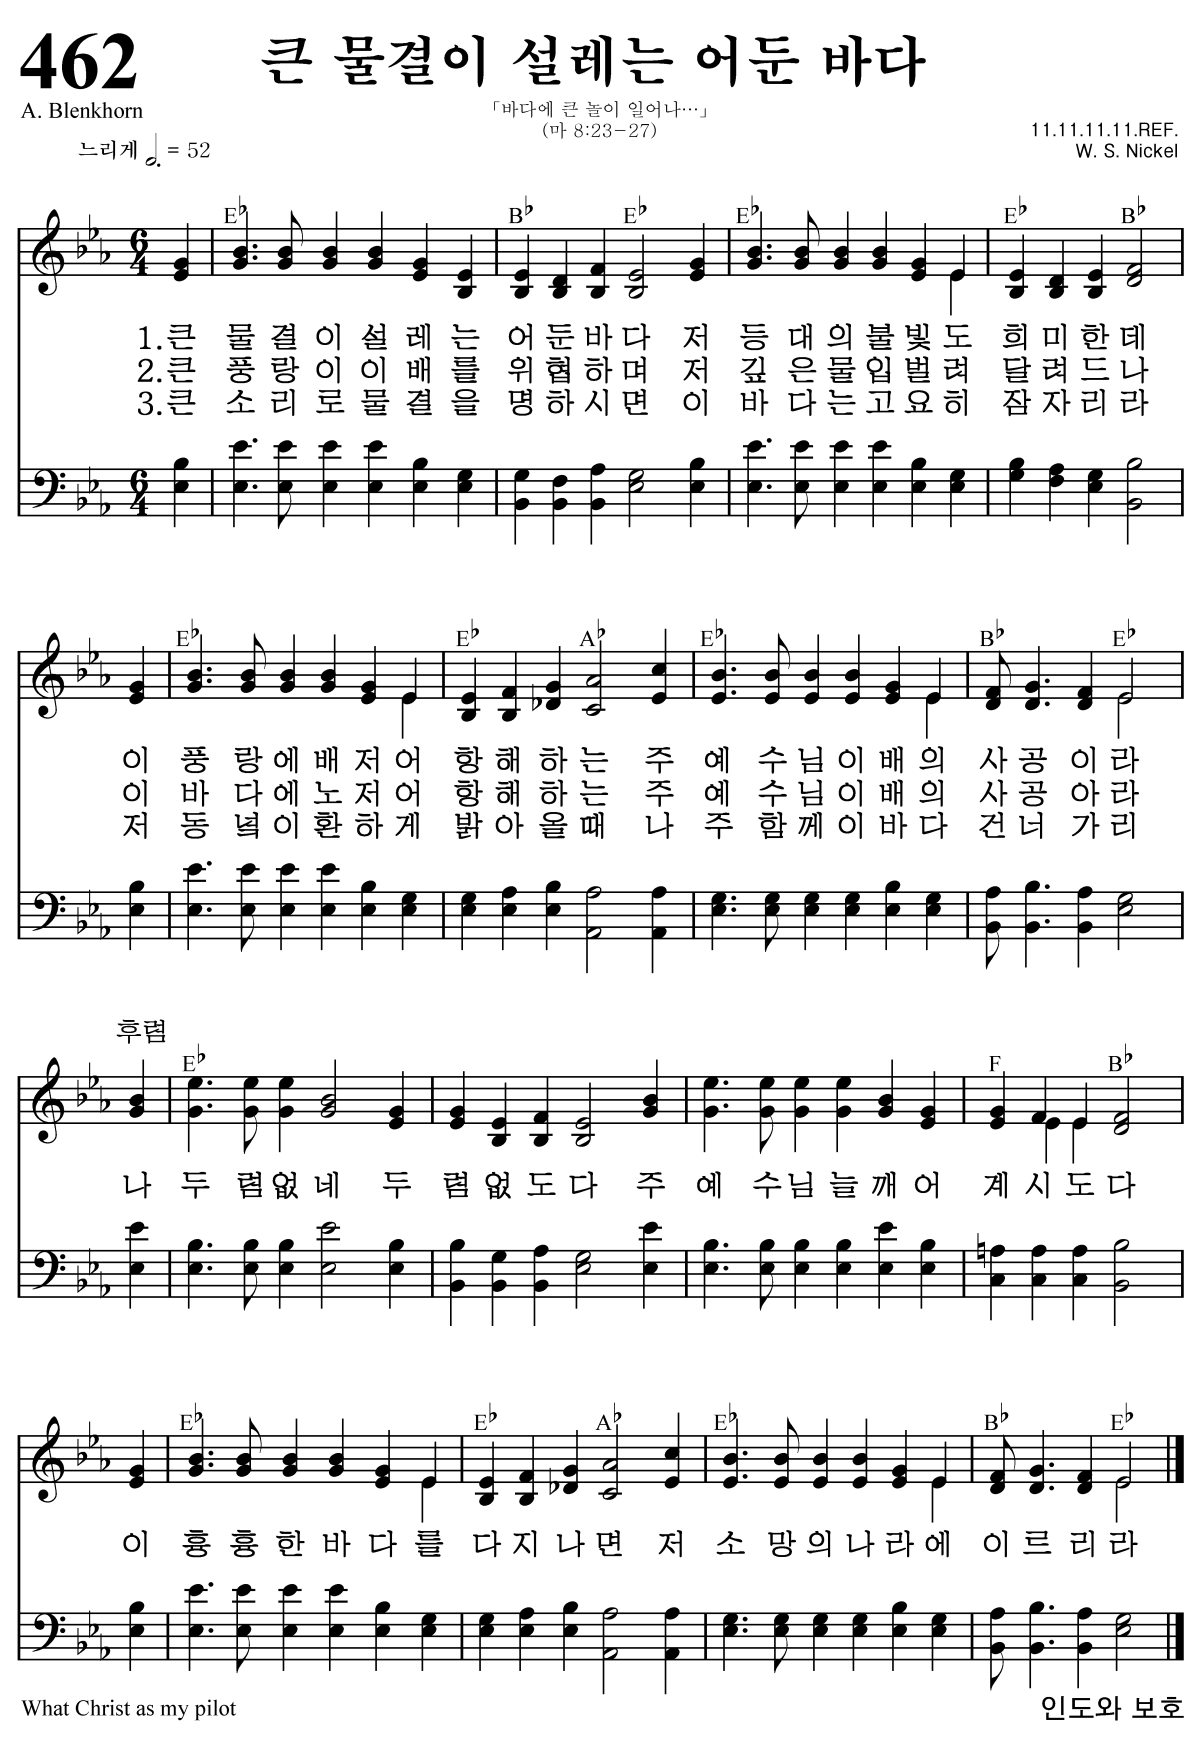 462 큰 물결이 설레는 어둔 바다
A. Blenkhorn
「바다에 큰 놀이 일어나…」
(마 8:23-27)
11.11.11.11.REF.
W. S. Nickel
느리게 = 52
E♭ B♭ E♭ E♭ E♭ B♭
6 4
1.큰 물 결 이 설 레 는 어 둔 바 다 저 등 대 의 불 빛 도 희 미 한 데
2.큰 풍 랑 이 이 배 를 위 협 하 며 저 깊 은 물 입 벌 려 달 려 드 나
3.큰 소 리 로 물 결 을 명 하 시 면 이 바 다 는 고 요 히 잠 자 리 라
6 4
E♭ E♭ A♭ E♭ B♭ E♭
이 풍 랑 에 배 저 어 항 해 하 는 주 예 수 님 이 배 의 사 공 이 라
이 바 다 에 노 저 어 항 해 하 는 주 예 수 님 이 배 의 사 공 아 라
저 동 녘 이 환 하 게 밝 아 올 때 나 주 함 께 이 바 다 건 너 가 리
후렴
E♭ F B♭
나 두 렴 없 네 두 렴 없 도 다 주 예 수 님 늘 깨 어 계 시 도 다
E♭ E♭ A♭ E♭ B♭ E♭
이 흉 흉 한 바 다 를 다 지 나 면 저 소 망 의 나 라 에 이 르 리 라
What Christ as my pilot
인도와 보호